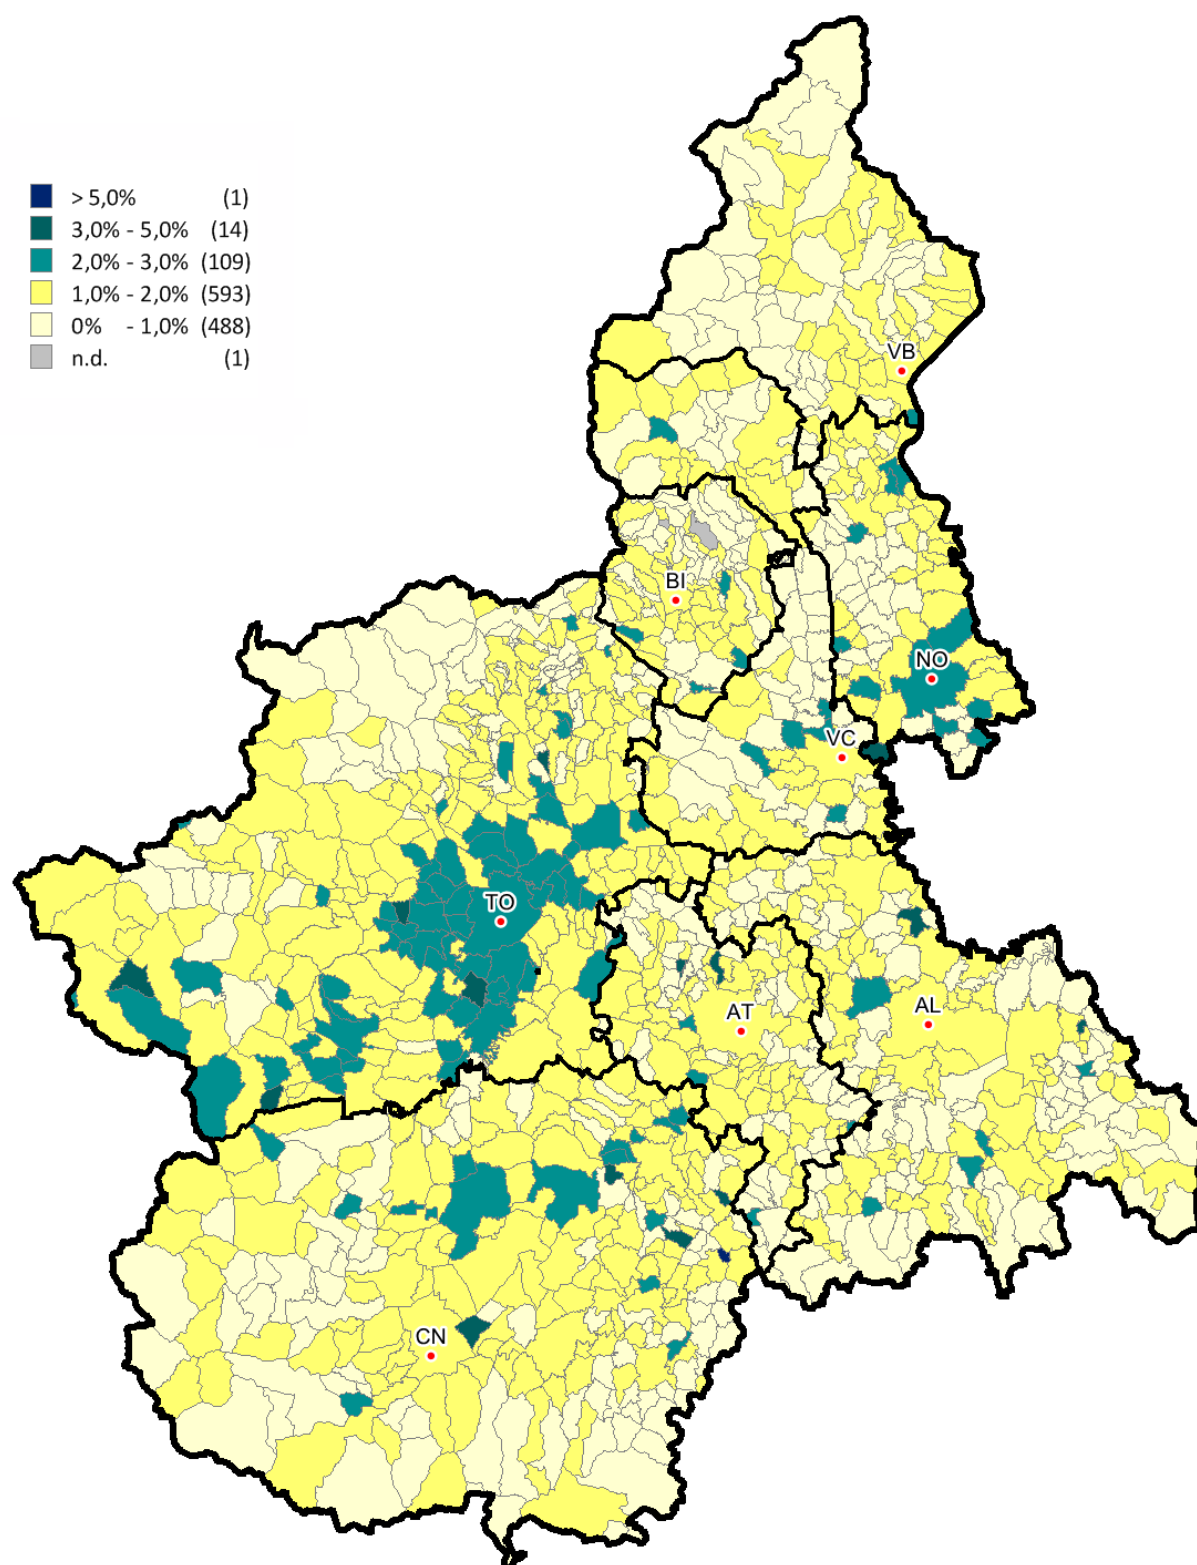 > 5,0% (1)
3,0% - 5,0% (14)
2,0% - 3,0% (109)
1,0% - 2,0% (593)
0% - 1,0% (488)
n.d. (1)
VB
BI
NO
VC
TO
AT
AL
CN